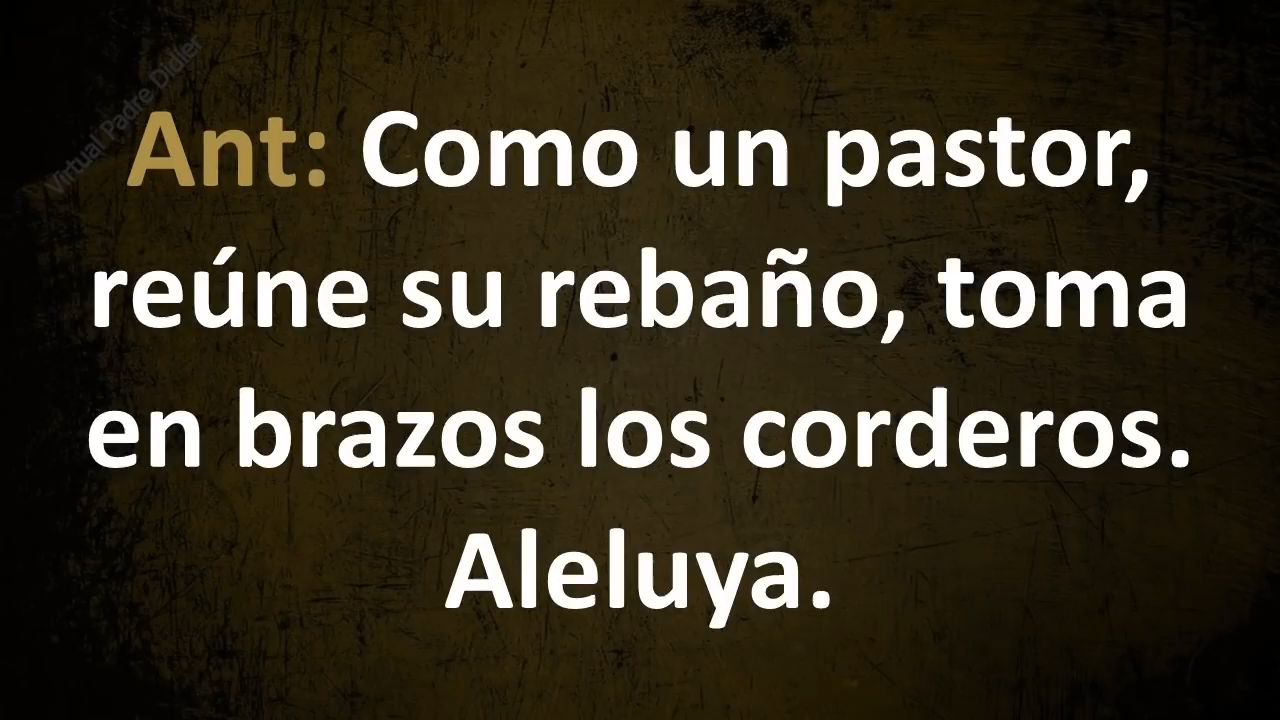 Virtual Padre Didier
Ant: Como un pastor,
reúne su rebaño, toma
en brazos los corderos.
Aleluya.